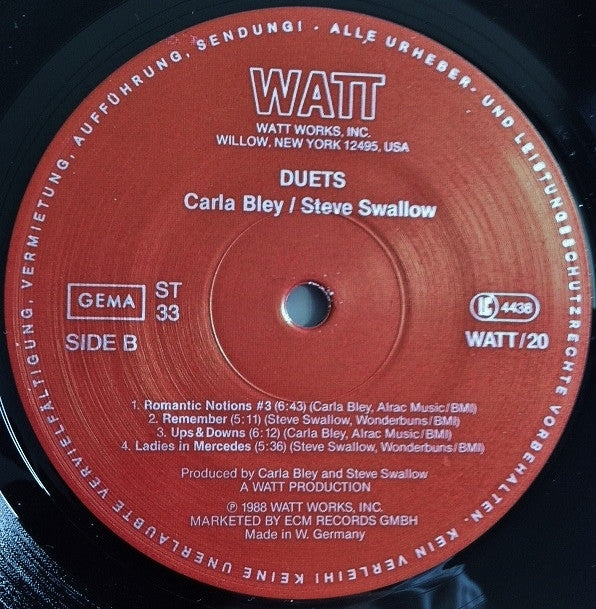 ALLE URHEBER- UND LEISTUNGSSCHUTZRECHTE VORBEHALTEN. KEIN VERLEIH! KEINE UNERLAUBTE VERVIELFÄLTIGUNG, VERMIETUNG, AUFFÜHRUNG, SENDUNG! -
WATT
WATT WORKS, INC.
WILLOW, NEW YORK 12495, USA
DUETS
Carla Bley / Steve Swallow
GEMA
ST
33
SIDE B
LC 4436
WATT/20
1. Romantic Notions #3 (6:43) (Carla Bley, Alrac Music/BMI)
2. Remember (5:11) (Steve Swallow, Wonderbuns/BMI)
3. Ups & Downs (6:12) (Carla Bley, Alrac Music/BMI)
4. Ladies in Mercedes (5:36) (Steve Swallow, Wonderbuns/BMI)
Produced by Carla Bley and Steve Swallow
A WATT PRODUCTION
℗ 1988 WATT WORKS, INC.
MARKETED BY ECM RECORDS GMBH
Made in W. Germany